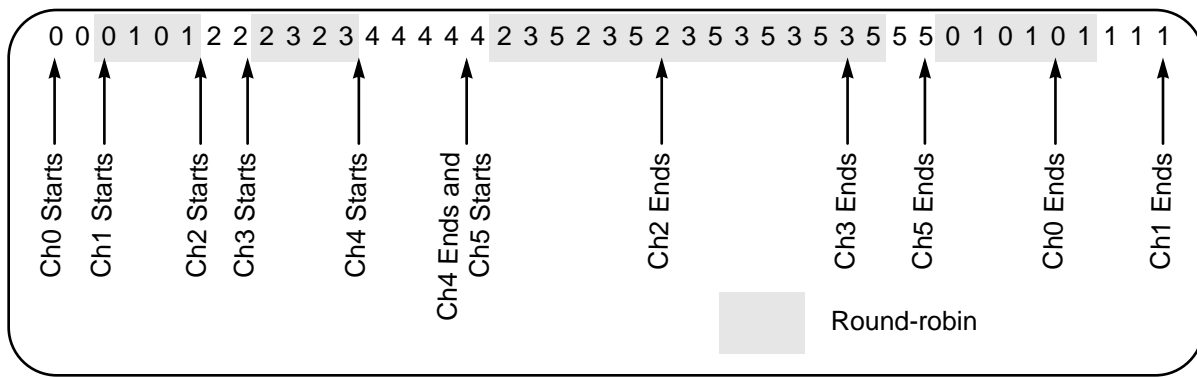 0 0 0 1 0 1 2 2 2 3 2 3 4 4 4 4 4 2 3 5 2 3 5 2 3 5 3 5 3 5 3 5 5 5 0 1 0 1 0 1 1 1 1
Ch0 Starts
Ch1 Starts
Ch2 Starts
Ch3 Starts
Ch4 Starts
Ch4 Ends and
Ch5 Starts
Ch2 Ends
Ch3 Ends
Ch5 Ends
Ch0 Ends
Ch1 Ends
Round-robin